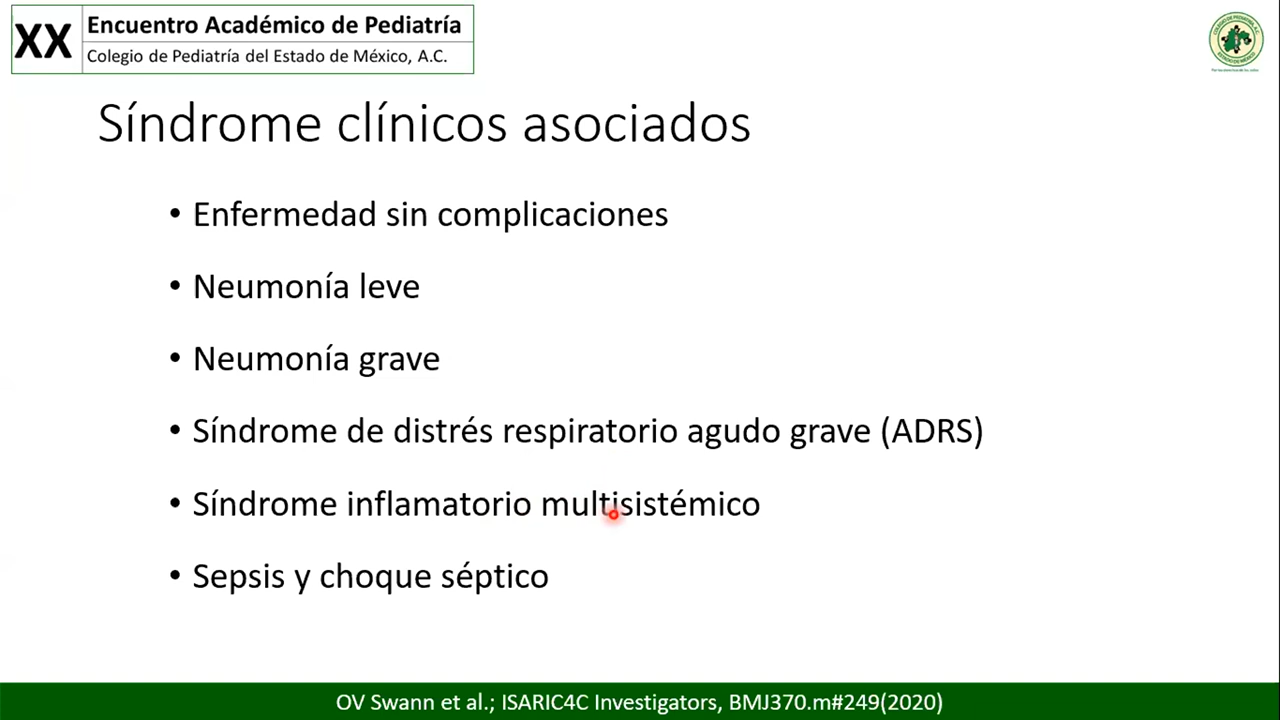 XX
Encuentro Académico de Pediatría
Colegio de Pediatría del Estado de México, A.C.
Síndrome clínicos asociados
• Enfermedad sin complicaciones
• Neumonía leve
• Neumonía grave
• Síndrome de distrés respiratorio agudo grave (ADRS)
• Síndrome inflamatorio multisistémico
• Sepsis y choque séptico
OV Swann et al.; ISARIC4C Investigators, BMJ370.m#249(2020)